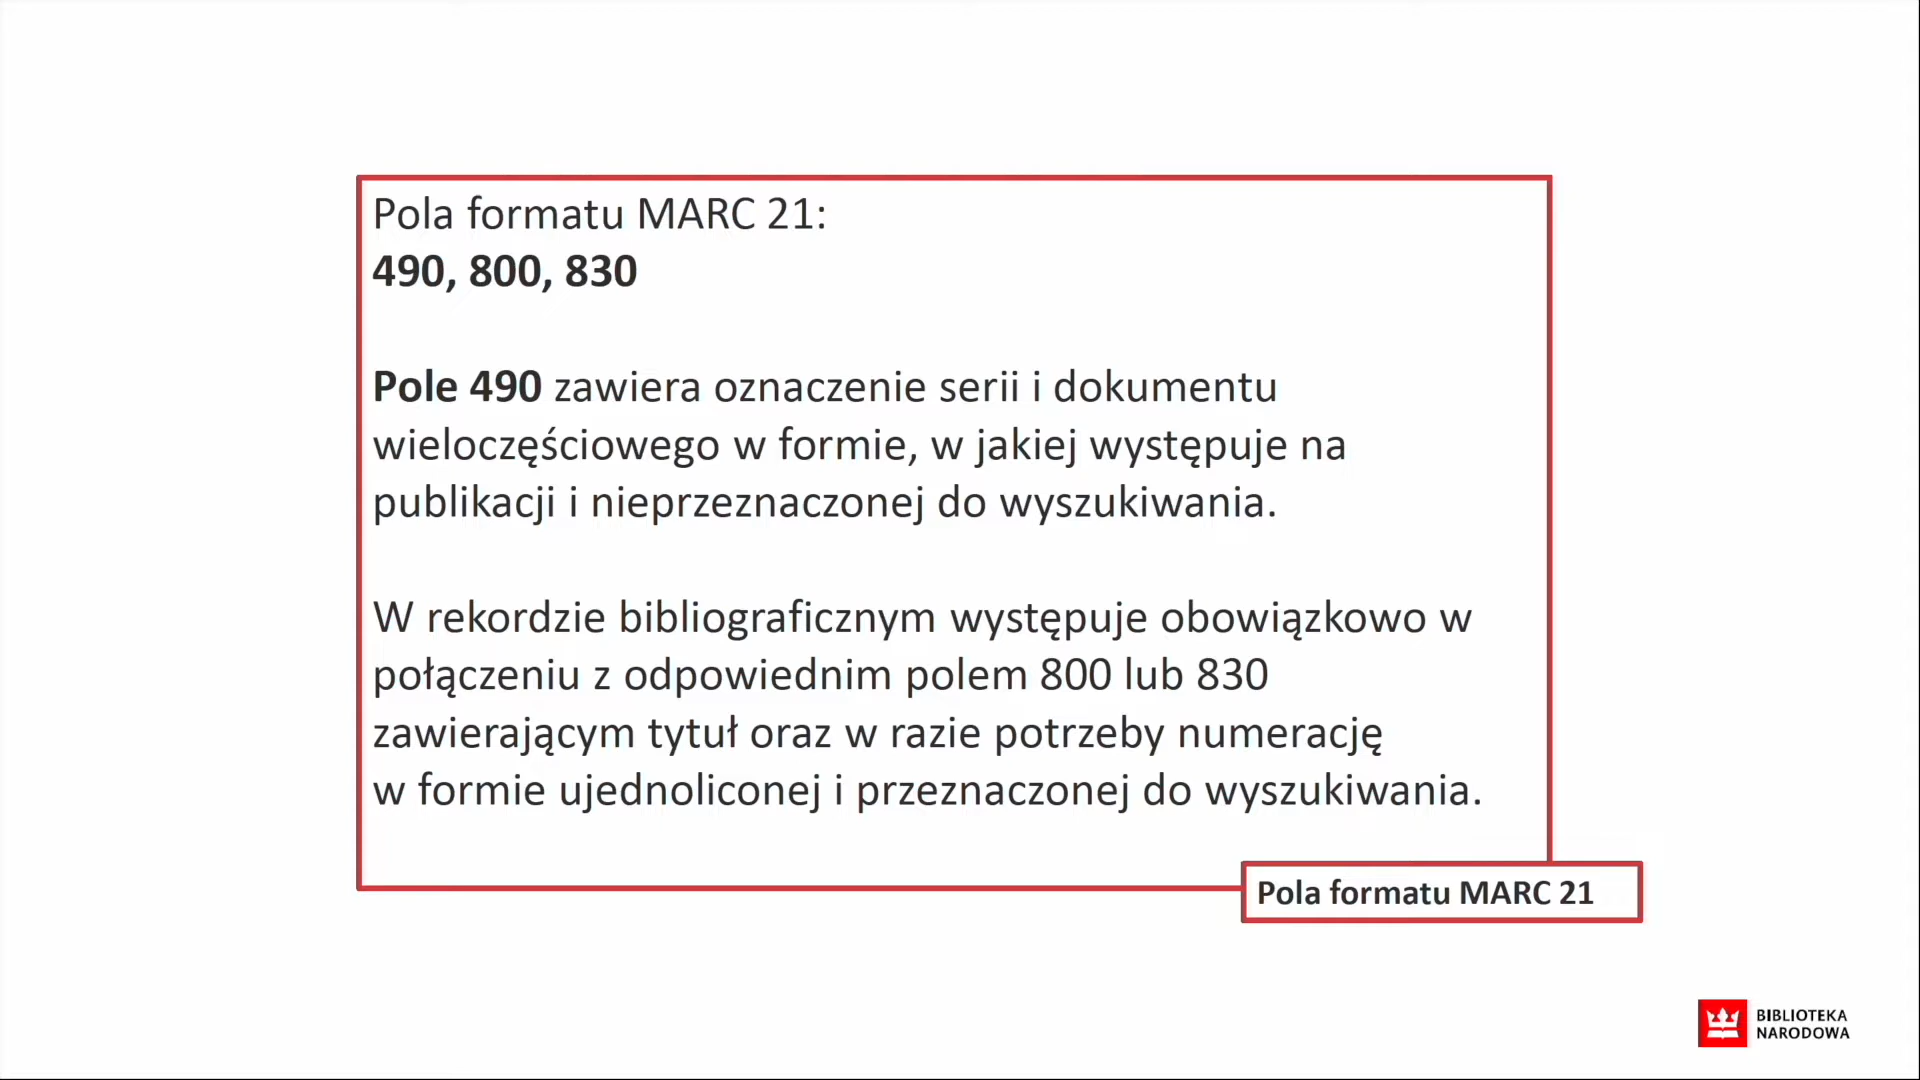 Pola formatu MARC 21:
490, 800, 830
Pole 490 zawiera oznaczenie serii i dokumentu
wieloczęściowego w formie, w jakiej występuje na
publikacji i nieprzeznaczonej do wyszukiwania.
W rekordzie bibliograficznym występuje obowiązkowo w
połączeniu z odpowiednim polem 800 lub 830
zawierającym tytuł oraz w razie potrzeby numerację
w formie ujednoliconej i przeznaczonej do wyszukiwania.
Pola formatu MARC 21
BIBLIOTEKA
NARODOWA